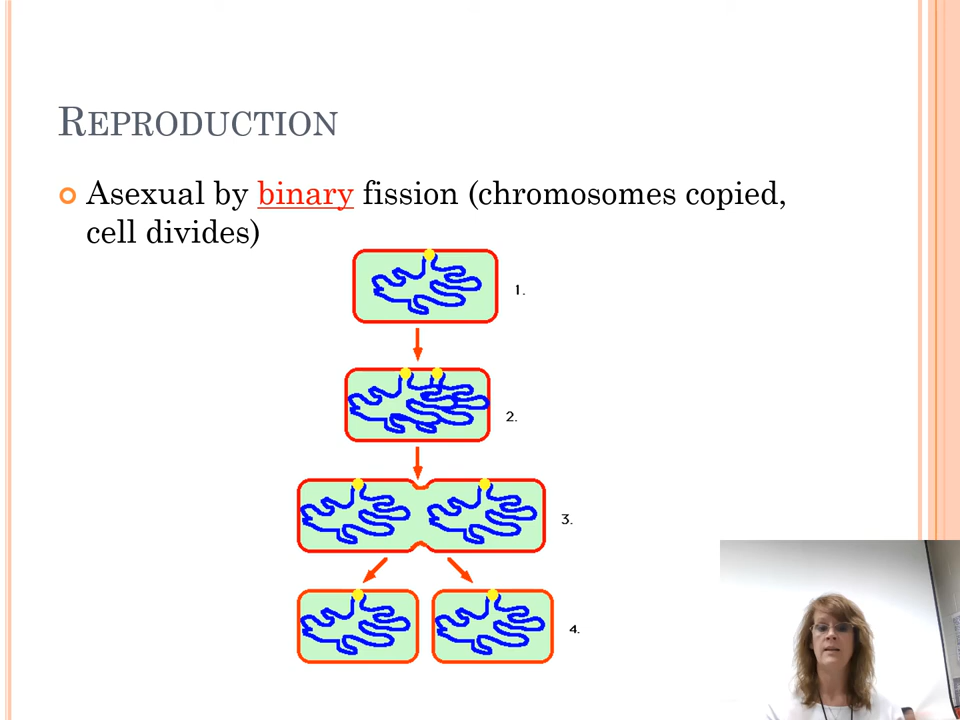 REPRODUCTION
Asexual by binary fission (chromosomes copied,
cell divides)
1.
2.
3.
4.